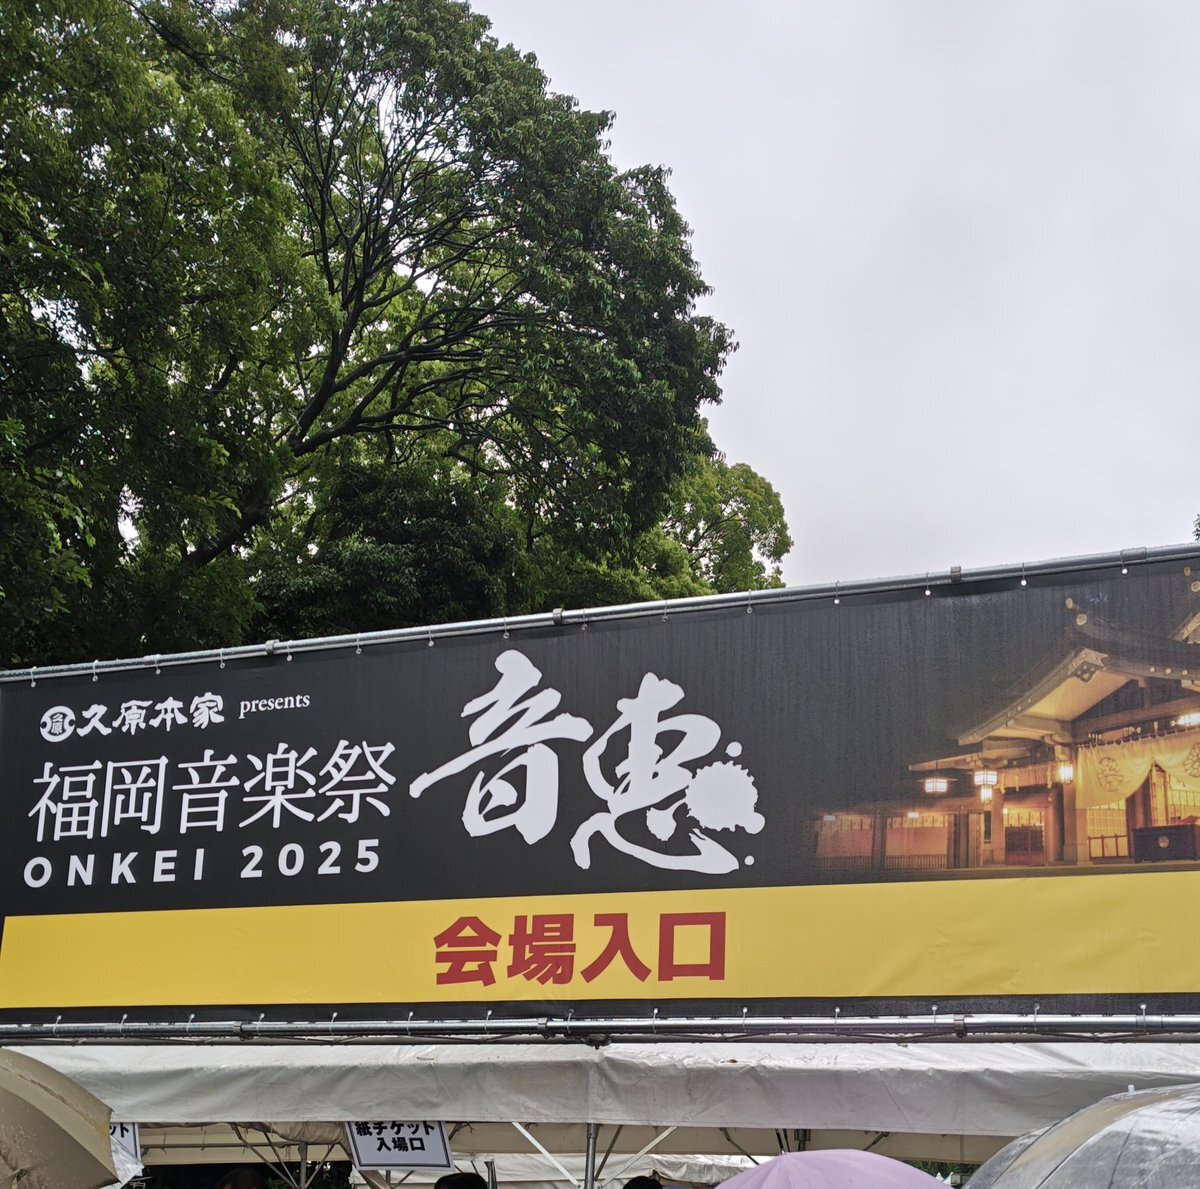 久原本家 presents
福岡音楽祭
ONKEI 2025
音恵
会場入口
紙チケット
入場口